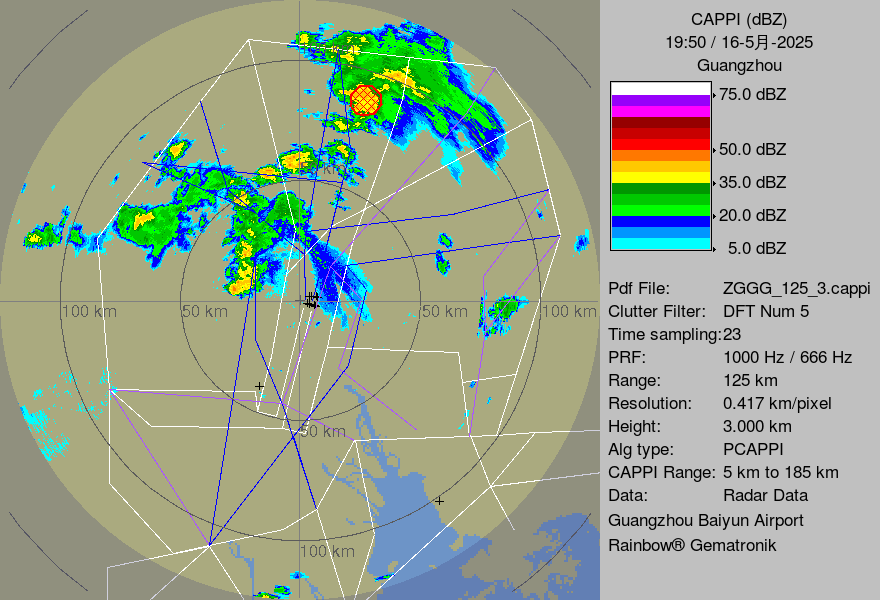 CAPPI (dBZ)
19:50 / 16-5月-2025
Guangzhou
75.0 dBZ
50.0 dBZ
35.0 dBZ
20.0 dBZ
5.0 dBZ
Pdf File: ZGGG_125_3.cappi
Clutter Filter: DFT Num 5
Time sampling:23
PRF: 1000 Hz / 666 Hz
Range: 125 km
Resolution: 0.417 km/pixel
Height: 3.000 km
Alg type: PCAPPI
CAPPI Range: 5 km to 185 km
Data: Radar Data
Guangzhou Baiyun Airport
Rainbow® Gematronik
km
100 km
50 km
50 km
100 km
50 km
100 km